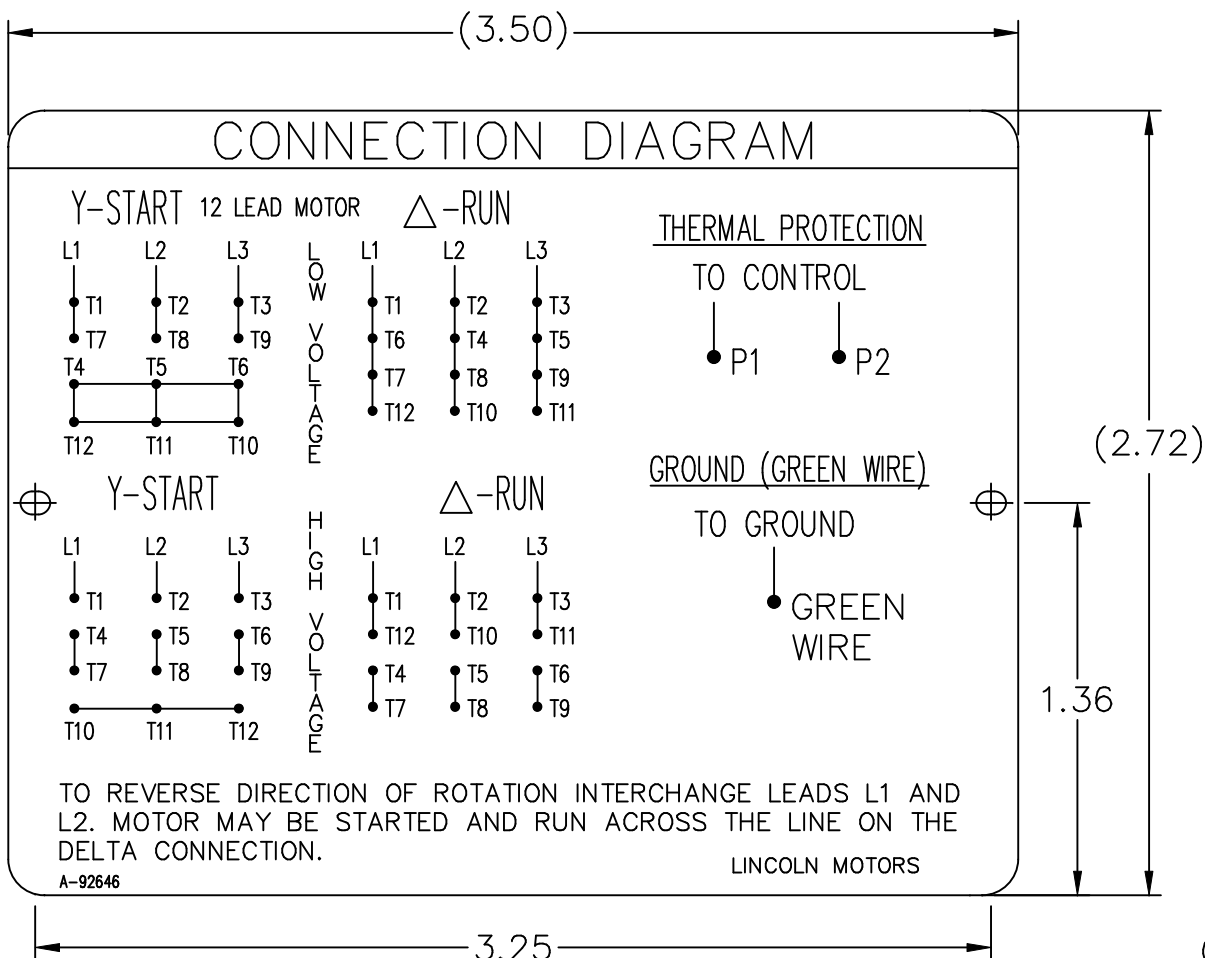 (3.50)
CONNECTION DIAGRAM
Y-START 12 LEAD MOTOR △-RUN
L1 L2 L3
T1 T2 T3
T7 T8 T9
T4 T5 T6
T12 T11 T10
LOW VOLTAGE
L1 L2 L3
T1 T2 T3
T6 T4 T5
T7 T8 T9
T12 T10 T11
Y-START △-RUN
L1 L2 L3
T1 T2 T3
T4 T5 T6
T7 T8 T9
T10 T11 T12
HIGH VOLTAGE
L1 L2 L3
T1 T2 T3
T12 T10 T11
T4 T5 T6
T7 T8 T9
THERMAL PROTECTION
TO CONTROL
P1 P2
GROUND (GREEN WIRE)
TO GROUND
GREEN
WIRE
(2.72)
1.36
TO REVERSE DIRECTION OF ROTATION INTERCHANGE LEADS L1 AND
L2. MOTOR MAY BE STARTED AND RUN ACROSS THE LINE ON THE
DELTA CONNECTION.
LINCOLN MOTORS
A-92646
3.25